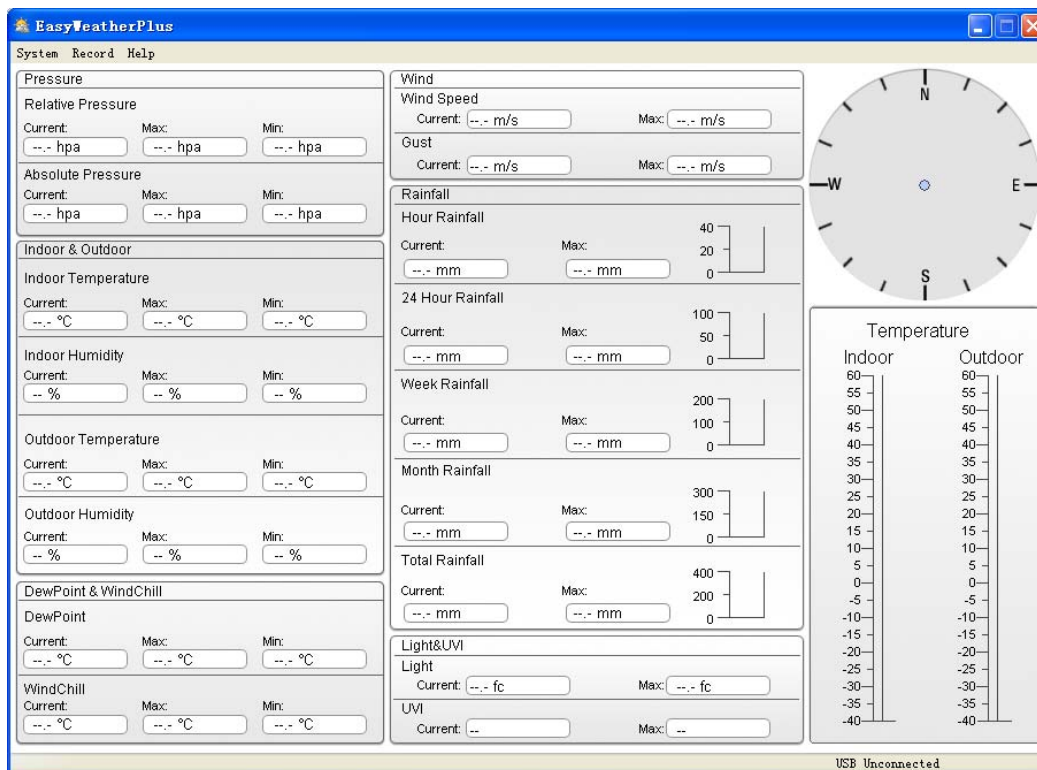 EasyWeatherPlus
System Record Help
Pressure
Relative Pressure
Current: Max: Min:
--.- hpa --.- hpa --.- hpa
Absolute Pressure
Current: Max: Min:
--.- hpa --.- hpa --.- hpa
Indoor & Outdoor
Indoor Temperature
Current: Max: Min:
--.- °C --.- °C --.- °C
Indoor Humidity
Current: Max: Min:
-- % -- % -- %
Outdoor Temperature
Current: Max: Min:
--.- °C --.- °C --.- °C
Outdoor Humidity
Current: Max: Min:
-- % -- % -- %
DewPoint & WindChill
DewPoint
Current: Max: Min:
--.- °C --.- °C --.- °C
WindChill
Current: Max: Min:
--.- °C --.- °C --.- °C
Wind
Wind Speed
Current: --.- m/s Max: --.- m/s
Gust
Current: --.- m/s Max: --.- m/s
Rainfall
Hour Rainfall
Current: Max:
--.- mm --.- mm
40
20
0
24 Hour Rainfall
Current: Max:
--.- mm --.- mm
100
50
0
Week Rainfall
Current: Max:
--.- mm --.- mm
200
100
0
Month Rainfall
Current: Max:
--.- mm --.- mm
300
150
0
Total Rainfall
Current: Max:
--.- mm --.- mm
400
200
0
Light&UVI
Light
Current: --.- fc Max: --.- fc
UVI
Current: -- Max: --
N
W E
S
Temperature
Indoor Outdoor
60 60
55 55
50 50
45 45
40 40
35 35
30 30
25 25
20 20
15 15
10 10
5 5
0 0
-5 -5
-10 -10
-15 -15
-20 -20
-25 -25
-30 -30
-35 -35
-40 -40
USB Unconnected